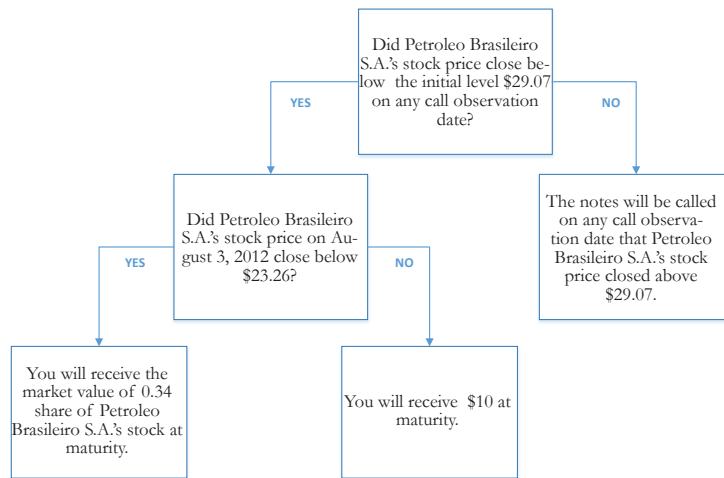 Did Petroleo Brasileiro
S.A.'s stock price close be-
low the initial level $29.07
on any call observation
date?
YES
NO
Did Petroleo Brasileiro
S.A.'s stock price on Au-
gust 3, 2012 close below
$23.26?
The notes will be called
on any call observa-
tion date that Petroleo
Brasileiro S.A.'s stock
price closed above
$29.07.
YES
NO
You will receive the
market value of 0.34
share of Petroleo
Brasileiro S.A.'s stock at
maturity.
You will receive $10 at
maturity.